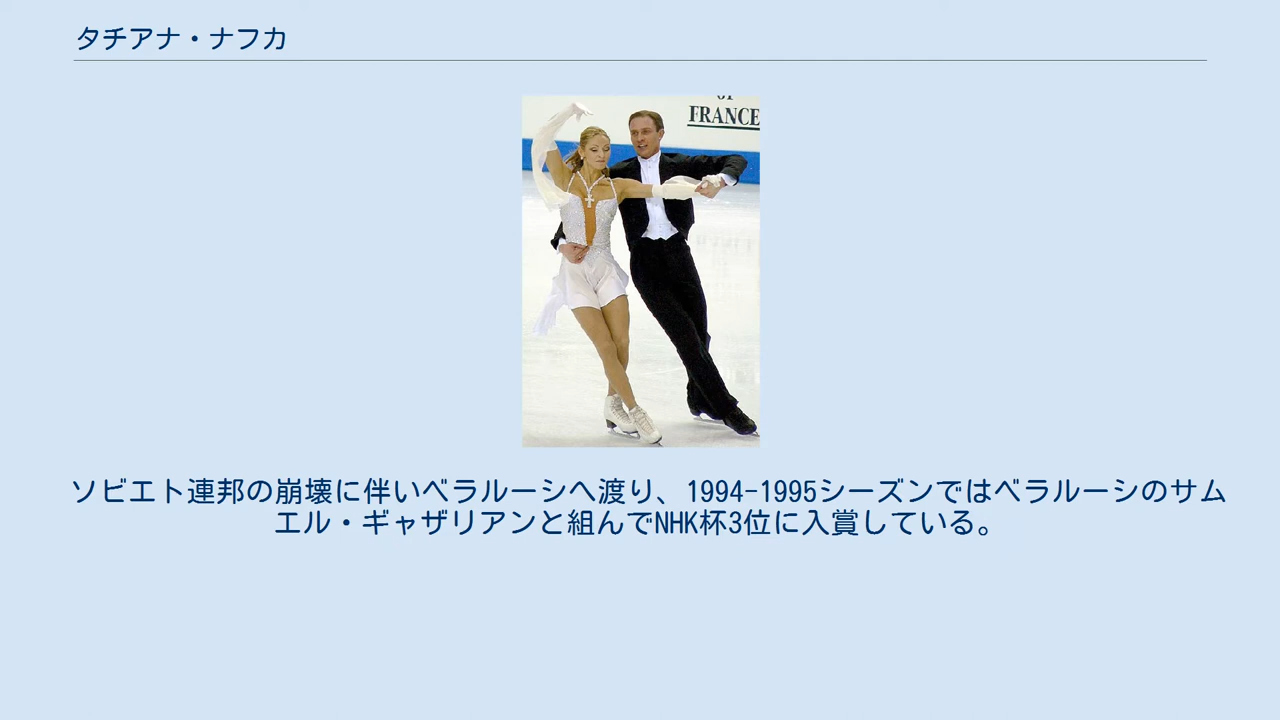 タチアナ・ナフカ
FRANCE
ソビエト連邦の崩壊に伴いベラルーシへ渡り、1994-1995シーズンではベラルーシのサム
エル・ギャザリアンと組んでNHK杯3位に入賞している。